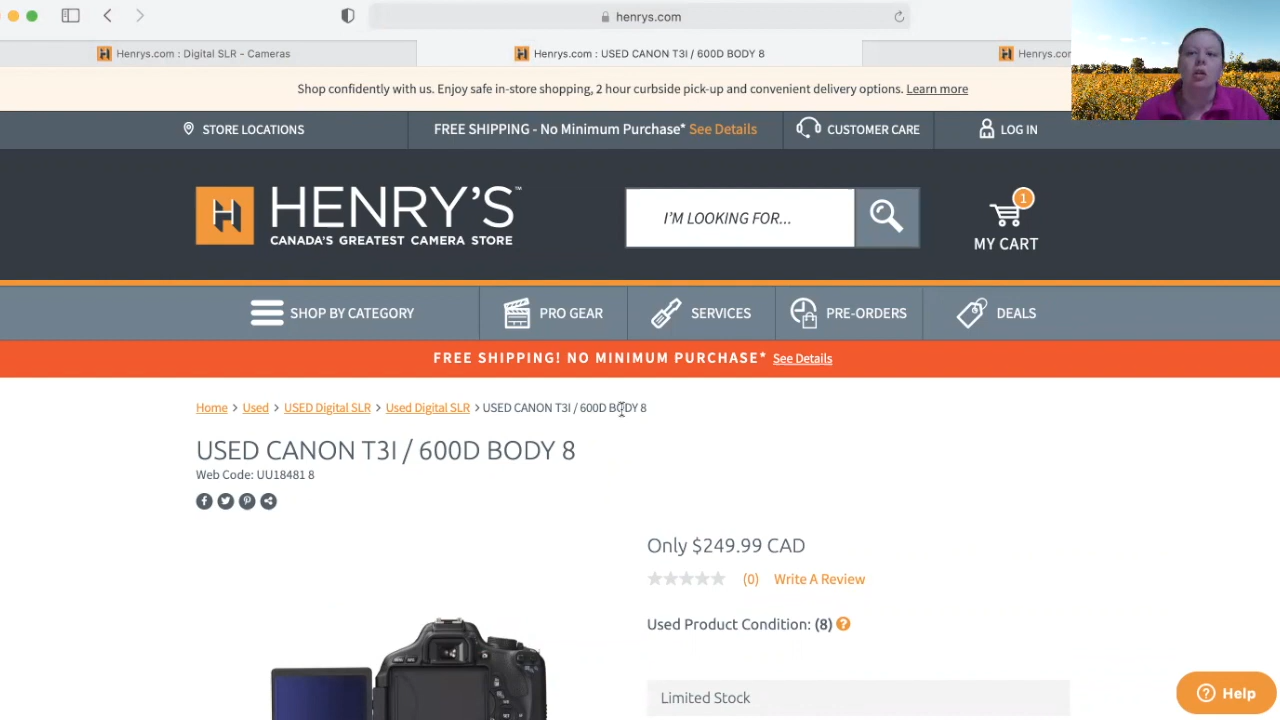 henrys.com
Henrys.com : Digital SLR - Cameras
Henrys.com : USED CANON T3I / 600D BODY 8
Henrys.co
Shop confidently with us. Enjoy safe in-store shopping, 2 hour curbside pick-up and convenient delivery options. Learn more
STORE LOCATIONS
FREE SHIPPING - No Minimum Purchase* See Details
CUSTOMER CARE
LOG IN
HENRY'S™
CANADA'S GREATEST CAMERA STORE
I'M LOOKING FOR...
1
MY CART
SHOP BY CATEGORY
PRO GEAR
SERVICES
PRE-ORDERS
DEALS
FREE SHIPPING! NO MINIMUM PURCHASE* See Details
Home > Used > USED Digital SLR > Used Digital SLR > USED CANON T3I / 600D BODY 8
USED CANON T3I / 600D BODY 8
Web Code: UU18481 8
Only $249.99 CAD
(0) Write A Review
Used Product Condition: (8) ?
Limited Stock
? Help